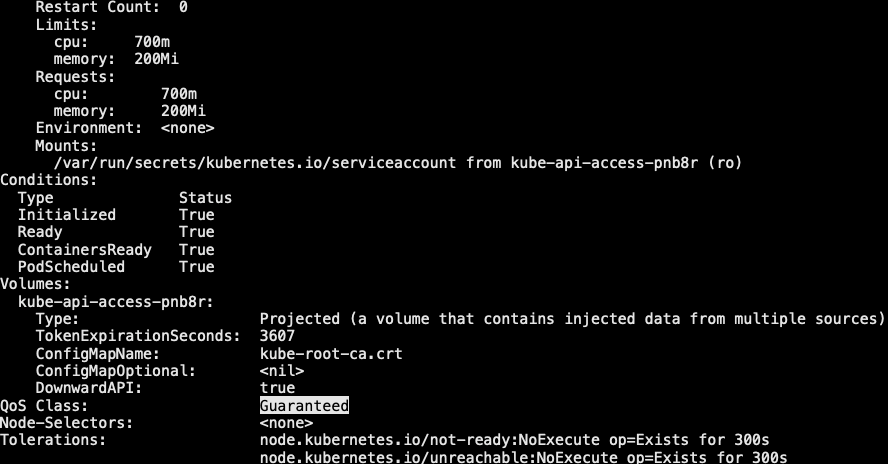 Restart Count:  0
    Limits:
      cpu:     700m
      memory:  200Mi
    Requests:
      cpu:        700m
      memory:     200Mi
    Environment:  <none>
    Mounts:
      /var/run/secrets/kubernetes.io/serviceaccount from kube-api-access-pnb8r (ro)
Conditions:
  Type              Status
  Initialized       True
  Ready             True
  ContainersReady   True
  PodScheduled      True
Volumes:
  kube-api-access-pnb8r:
    Type:                    Projected (a volume that contains injected data from multiple sources)
    TokenExpirationSeconds:  3607
    ConfigMapName:           kube-root-ca.crt
    ConfigMapOptional:       <nil>
    DownwardAPI:             true
QoS Class:                   Guaranteed
Node-Selectors:              <none>
Tolerations:                 node.kubernetes.io/not-ready:NoExecute op=Exists for 300s
                             node.kubernetes.io/unreachable:NoExecute op=Exists for 300s